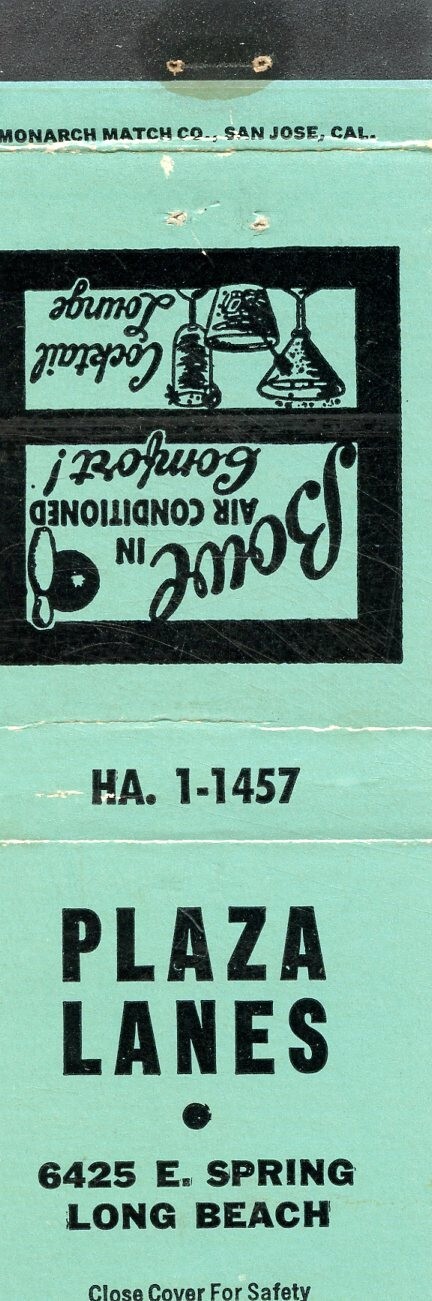 MONARCH MATCH CO., SAN JOSE, CAL.
Bowl
IN
AIR CONDITIONED
Comfort!
Cocktail
Lounge
HA. 1-1457
PLAZA
LANES
6425 E. SPRING
LONG BEACH
Close Cover For Safety